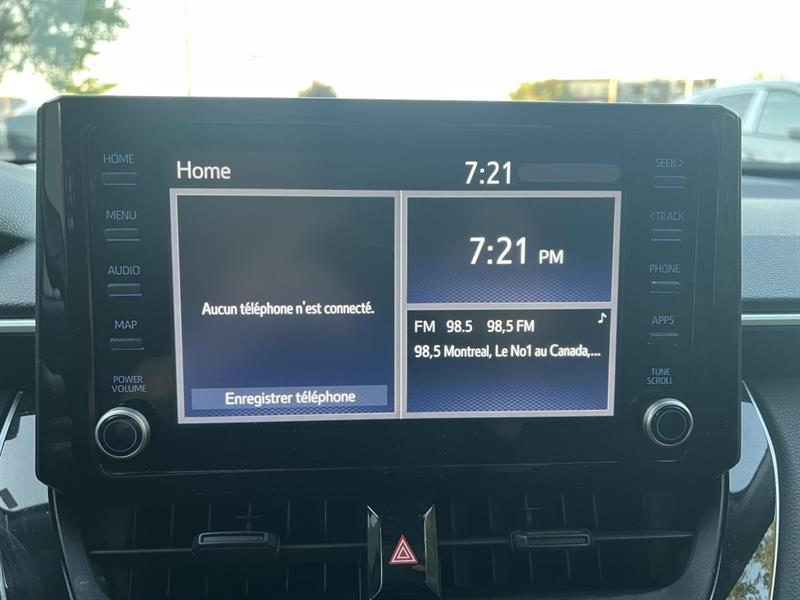 HOME
MENU
AUDIO
MAP
POWER
VOLUME
Home
7:21
Aucun téléphone n'est connecté.
Enregistrer téléphone
7:21 PM
FM 98.5 98,5 FM ♪
98,5 Montreal, Le No1 au Canada,...
SEEK >
< TRACK
PHONE
APPS
TUNE
SCROLL